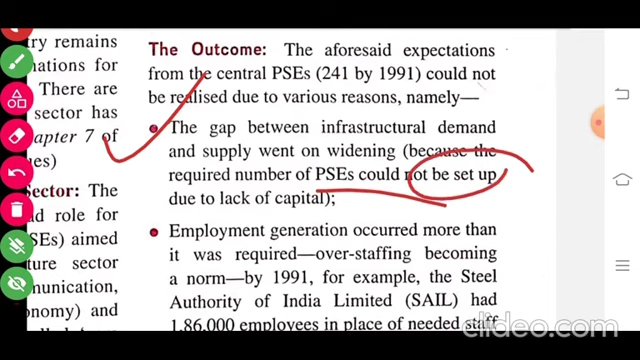 try remains
nations for
There are
sector has
apter 7 of
ues)
Sector: The
ad role for
SEs) aimed
ture sector
munication,
onomy) and
The Outcome: The aforesaid expectations
from the central PSEs (241 by 1991) could not
be realised due to various reasons, namely—
• The gap between infrastructural demand
and supply went on widening (because the
required number of PSEs could not be set up
due to lack of capital);
• Employment generation occurred more than
it was required—over-staffing becoming
a norm—by 1991, for example, the Steel
Authority of India Limited (SAIL) had
1,86,000 employees in place of needed staff
clideo.com